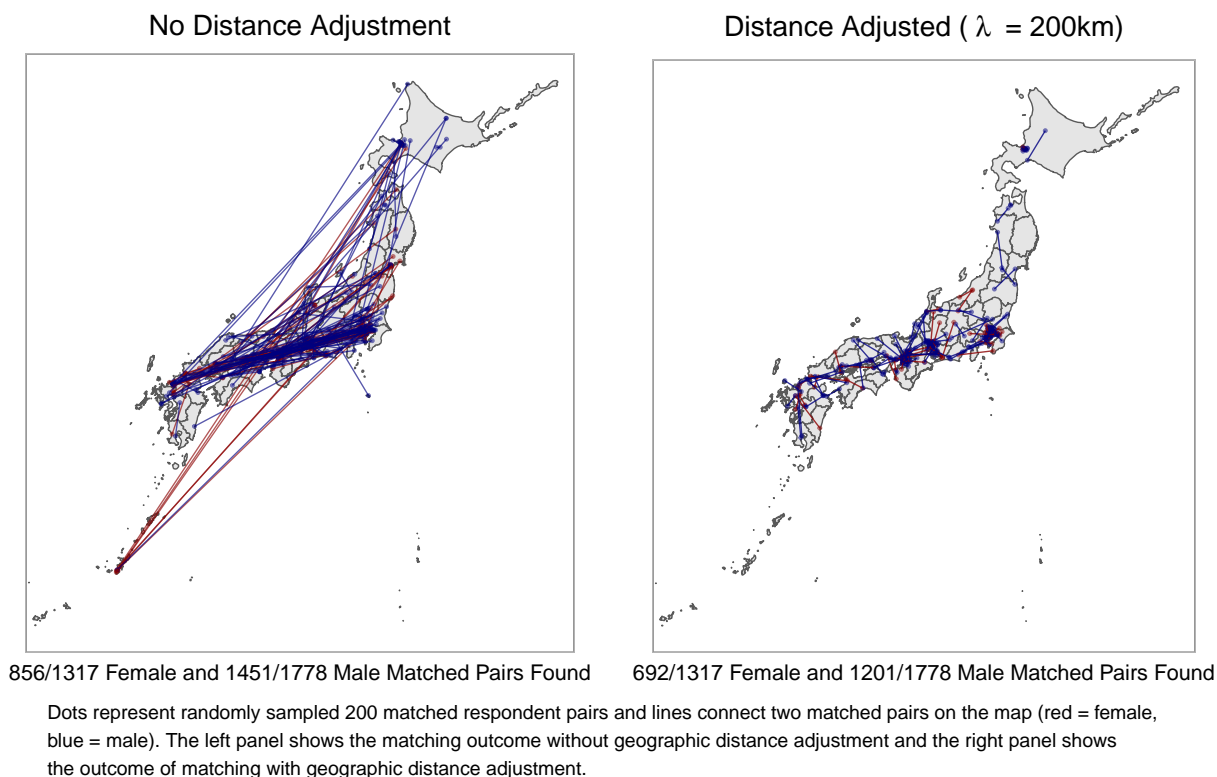 No Distance Adjustment
Distance Adjusted ( λ = 200km)
856/1317 Female and 1451/1778 Male Matched Pairs Found
692/1317 Female and 1201/1778 Male Matched Pairs Found
Dots represent randomly sampled 200 matched respondent pairs and lines connect two matched pairs on the map (red = female,
blue = male). The left panel shows the matching outcome without geographic distance adjustment and the right panel shows
the outcome of matching with geographic distance adjustment.